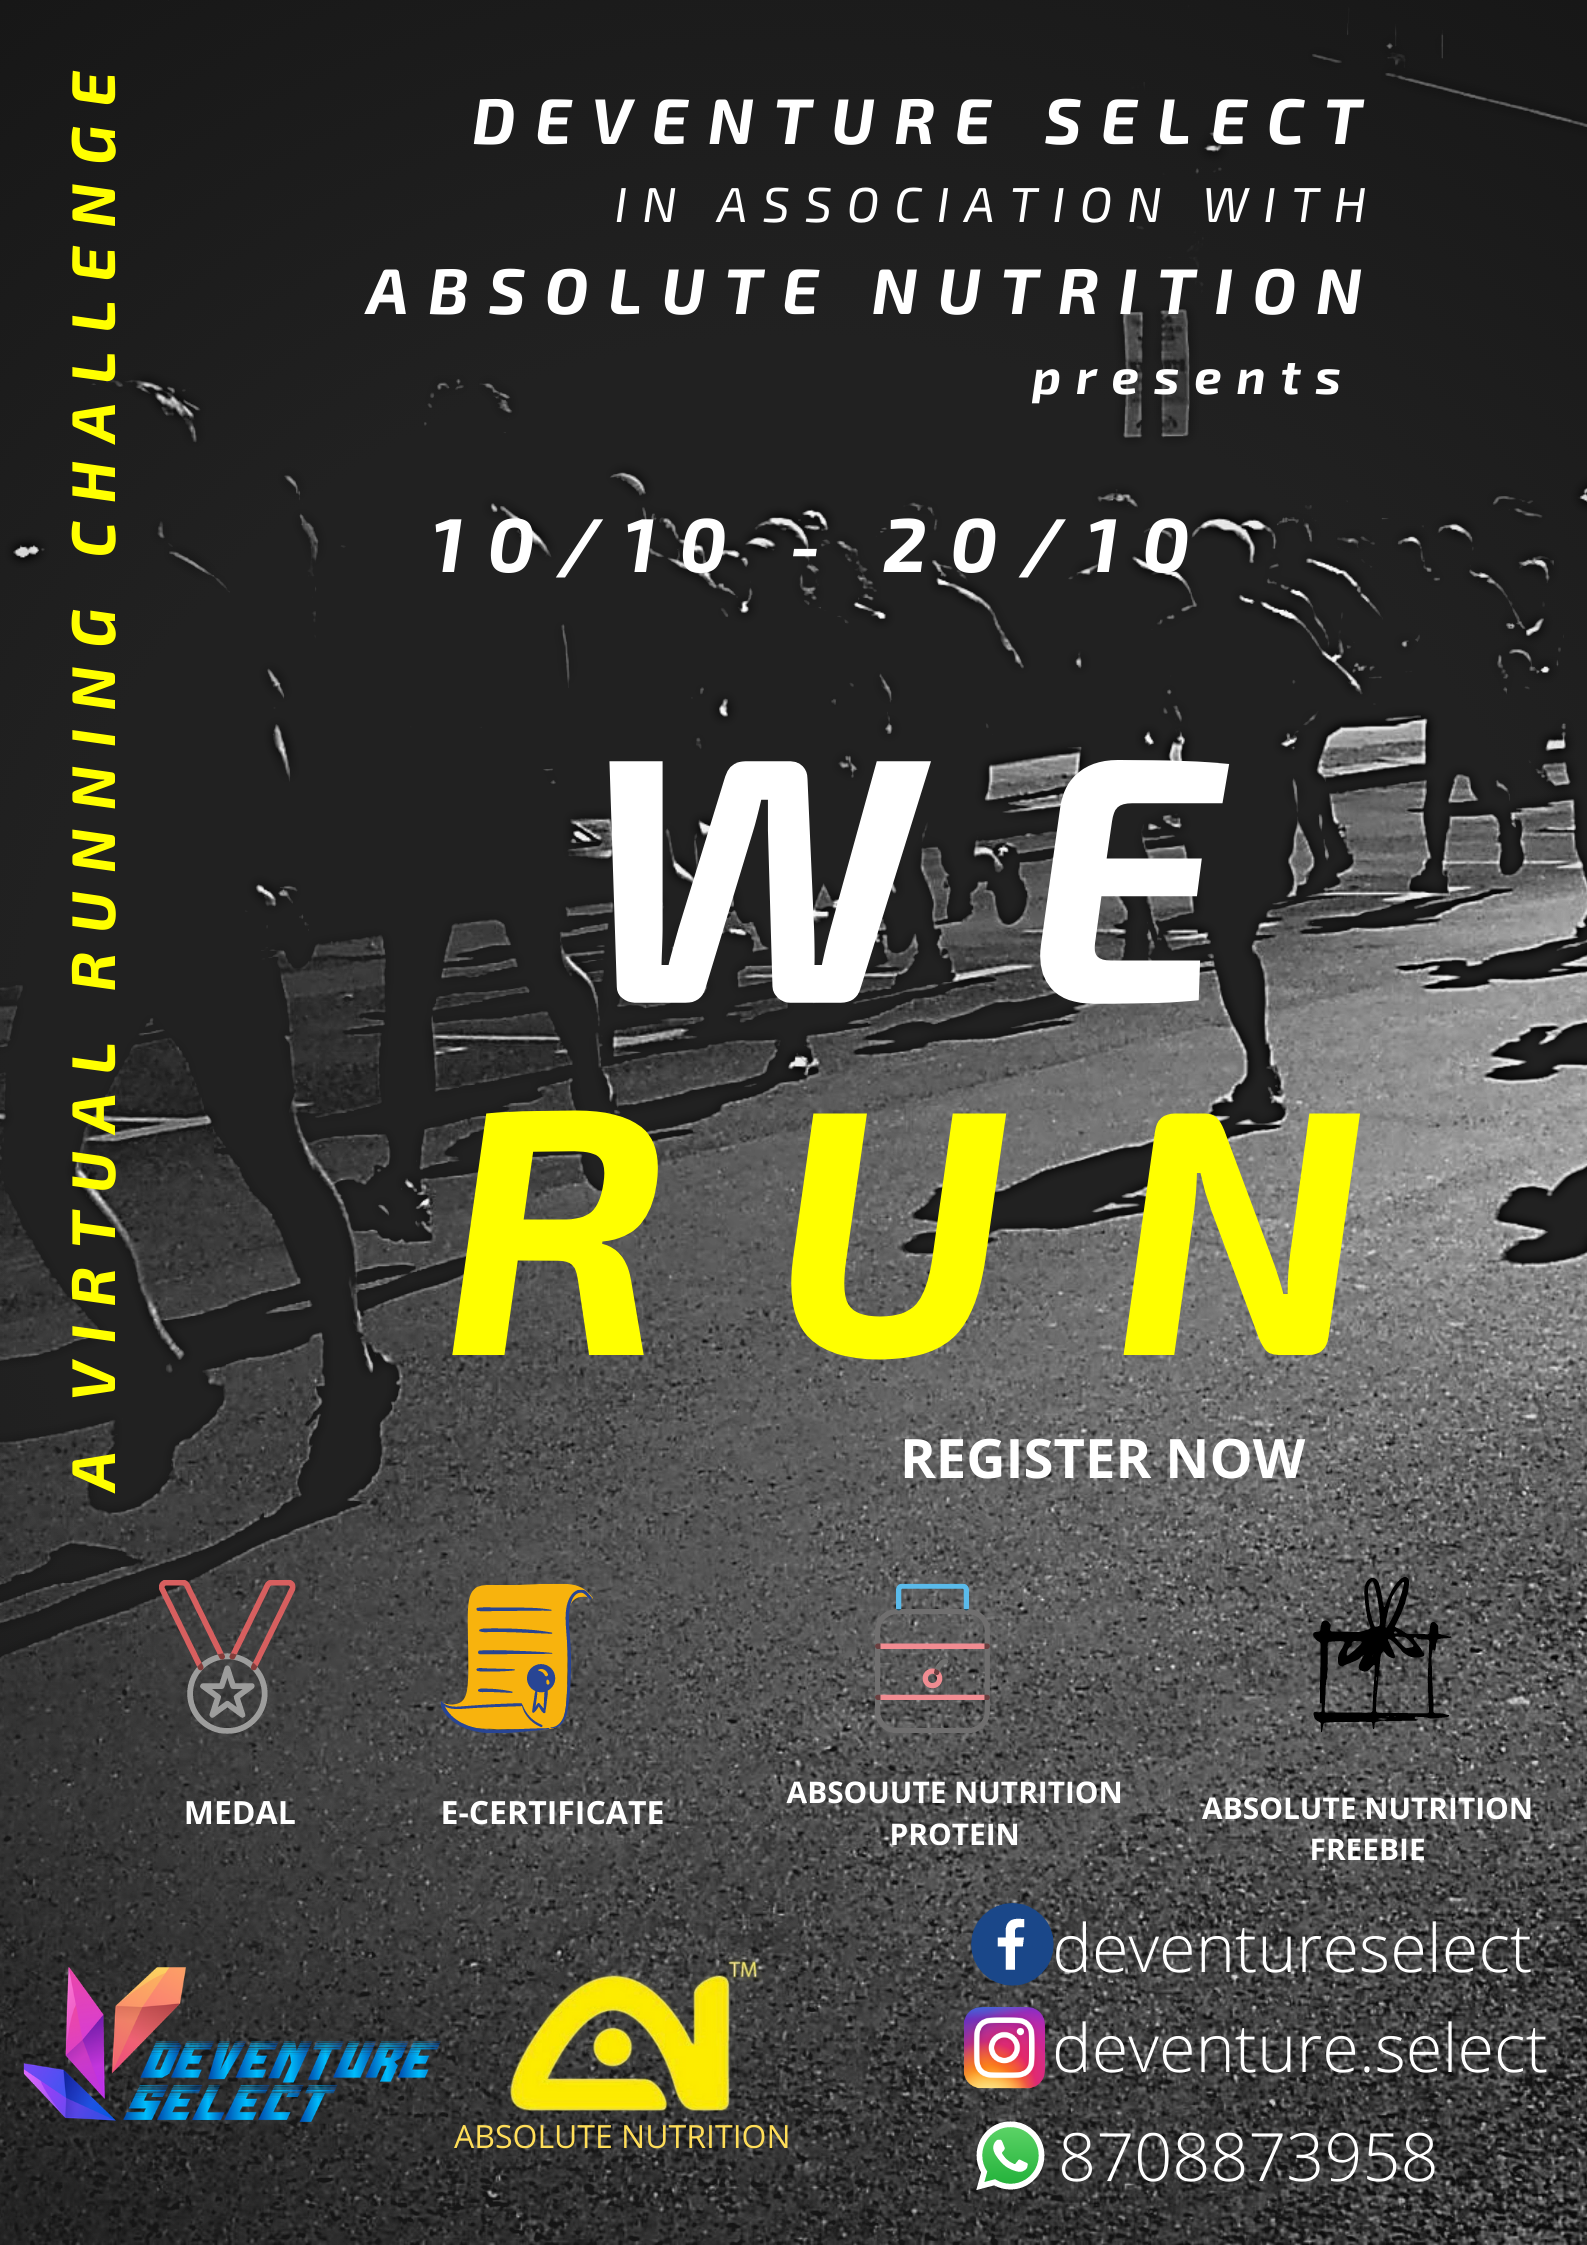 A VIRTUAL RUNNING CHALLENGE
DEVENTURE SELECT
IN ASSOCIATION WITH
ABSOLUTE NUTRITION
presents
10/10 - 20/10
WE
RUN
REGISTER NOW
MEDAL
E-CERTIFICATE
ABSOUUTE NUTRITION
PROTEIN
ABSOLUTE NUTRITION
FREEBIE
deventureselect
deventure.select
8708873958
DEVENTURE
SELECT
TM
ABSOLUTE NUTRITION